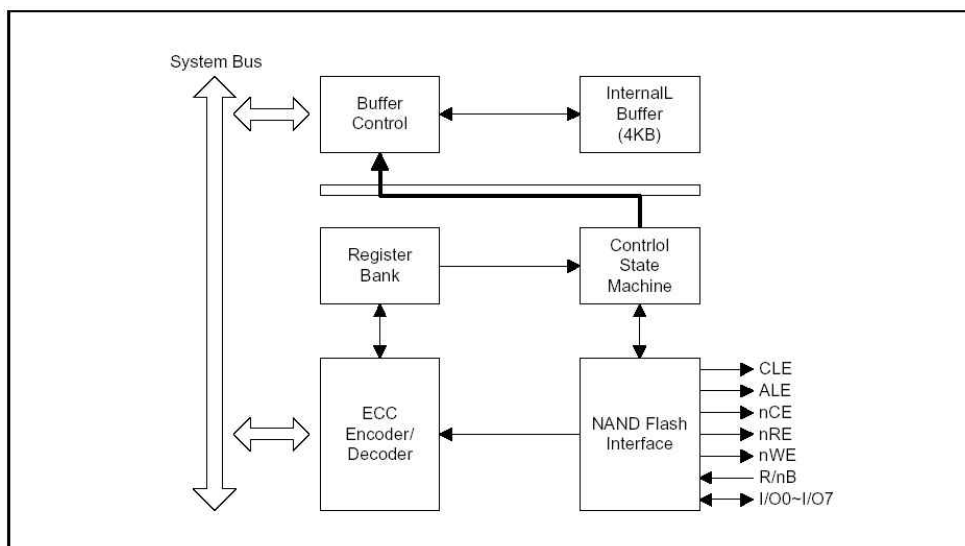 System Bus
Buffer
Control
InternalL
Buffer
(4KB)
Register
Bank
Contrlol
State
Machine
ECC
Encoder/
Decoder
NAND Flash
Interface
CLE
ALE
nCE
nRE
nWE
R/nB
I/O0~I/O7